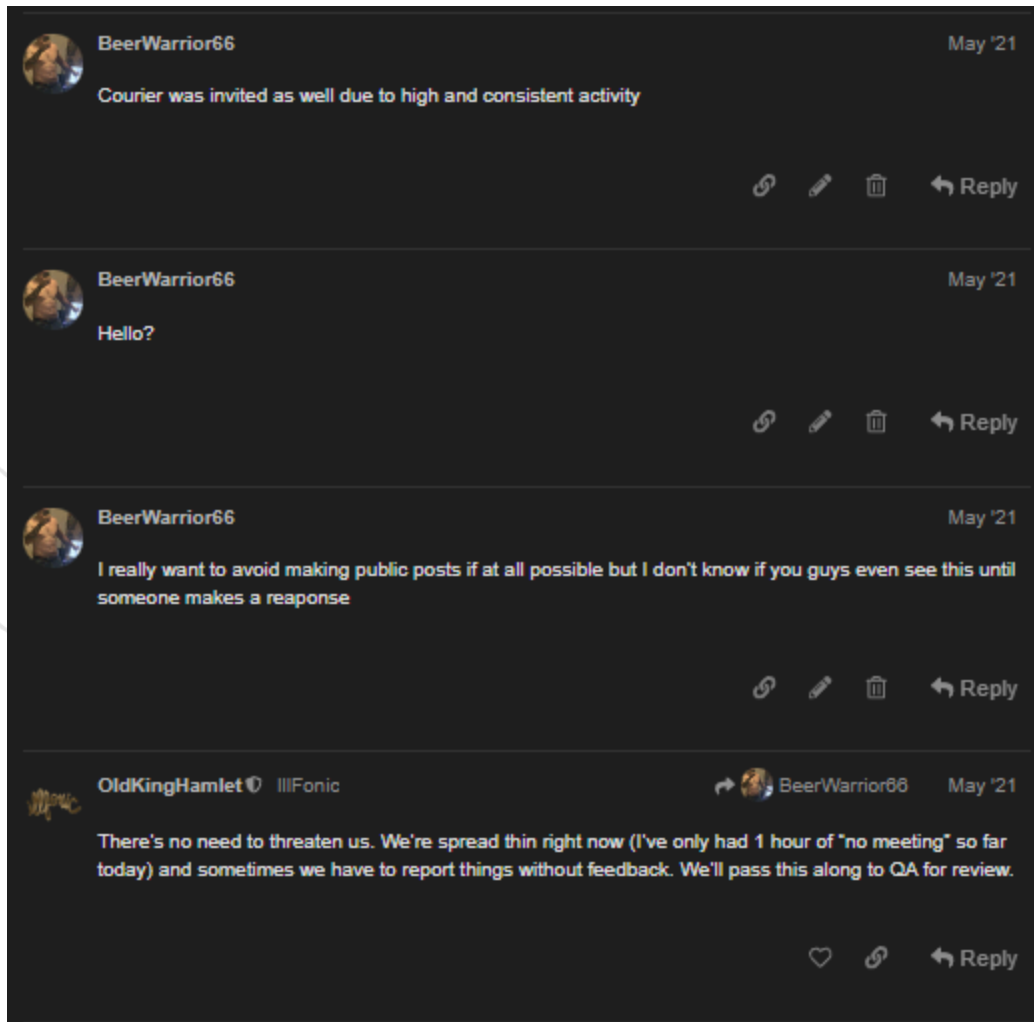 BeerWarrior66 May '21
Courier was invited as well due to high and consistent activity
Reply
BeerWarrior66 May '21
Hello?
Reply
BeerWarrior66 May '21
I really want to avoid making public posts if at all possible but I don't know if you guys even see this until
someone makes a reaponse
Reply
OldKingHamlet IllFonic BeerWarrior66 May '21
There's no need to threaten us. We're spread thin right now (I've only had 1 hour of "no meeting" so far
today) and sometimes we have to report things without feedback. We'll pass this along to QA for review.
Reply